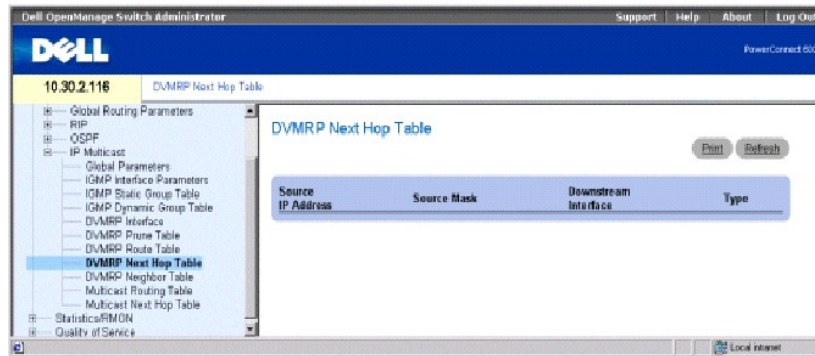 Dell OpenManage Switch Administrator
Support Help About Log Out
DELL
PowerConnect 60
10.30.2.116
DVMRP Next Hop Table
Global Routing Parameters
RIP
OSPF
IP Multicast
Global Parameters
IGMP Interface Parameters
IGMP Static Group Table
IGMP Dynamic Group Table
DVMRP Interface
DVMRP Prune Table
DVMRP Route Table
DVMRP Next Hop Table
DVMRP Neighbor Table
Multicast Routing Table
Multicast Next Hop Table
Statistics/RMON
Quality of Service
DVMRP Next Hop Table
Print Refresh
Source IP Address
Source Mask
Downstream Interface
Type
Local intranet